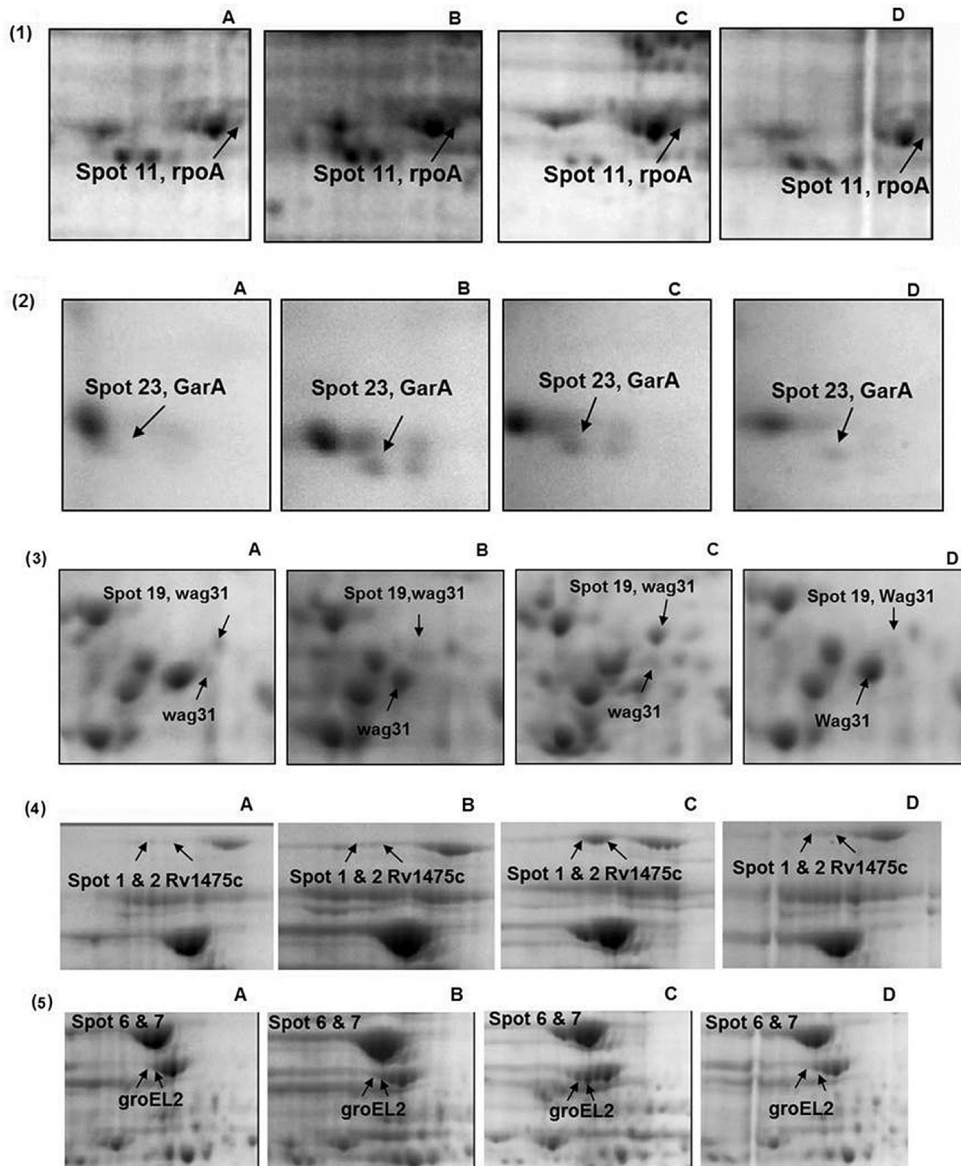 A
B
C
D
(1)
Spot 11, rpoA
Spot 11, rpoA
Spot 11, rpoA
Spot 11, rpoA
(2)
A
B
C
D
Spot 23, GarA
Spot 23, GarA
Spot 23, GarA
Spot 23, GarA
(3)
A
B
C
D
Spot 19, wag31
Spot 19,wag31
Spot 19, wag31
Spot 19, Wag31
wag31
wag31
wag31
Wag31
(4)
A
B
C
D
Spot 1 & 2 Rv1475c
Spot 1 & 2 Rv1475c
Spot 1 & 2 Rv1475c
Spot 1 & 2 Rv1475c
(5)
A
B
C
D
Spot 6 & 7
Spot 6 & 7
Spot 6 & 7
Spot 6 & 7
groEL2
groEL2
groEL2
groEL2